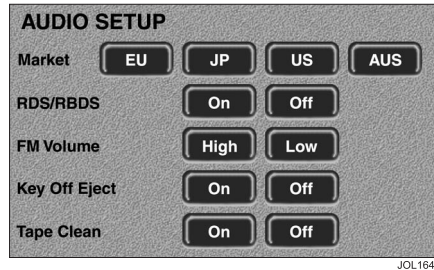 AUDIO SETUP
Market EU JP US AUS
RDS/RBDS On Off
FM Volume High Low
Key Off Eject On Off
Tape Clean On Off
JOL164